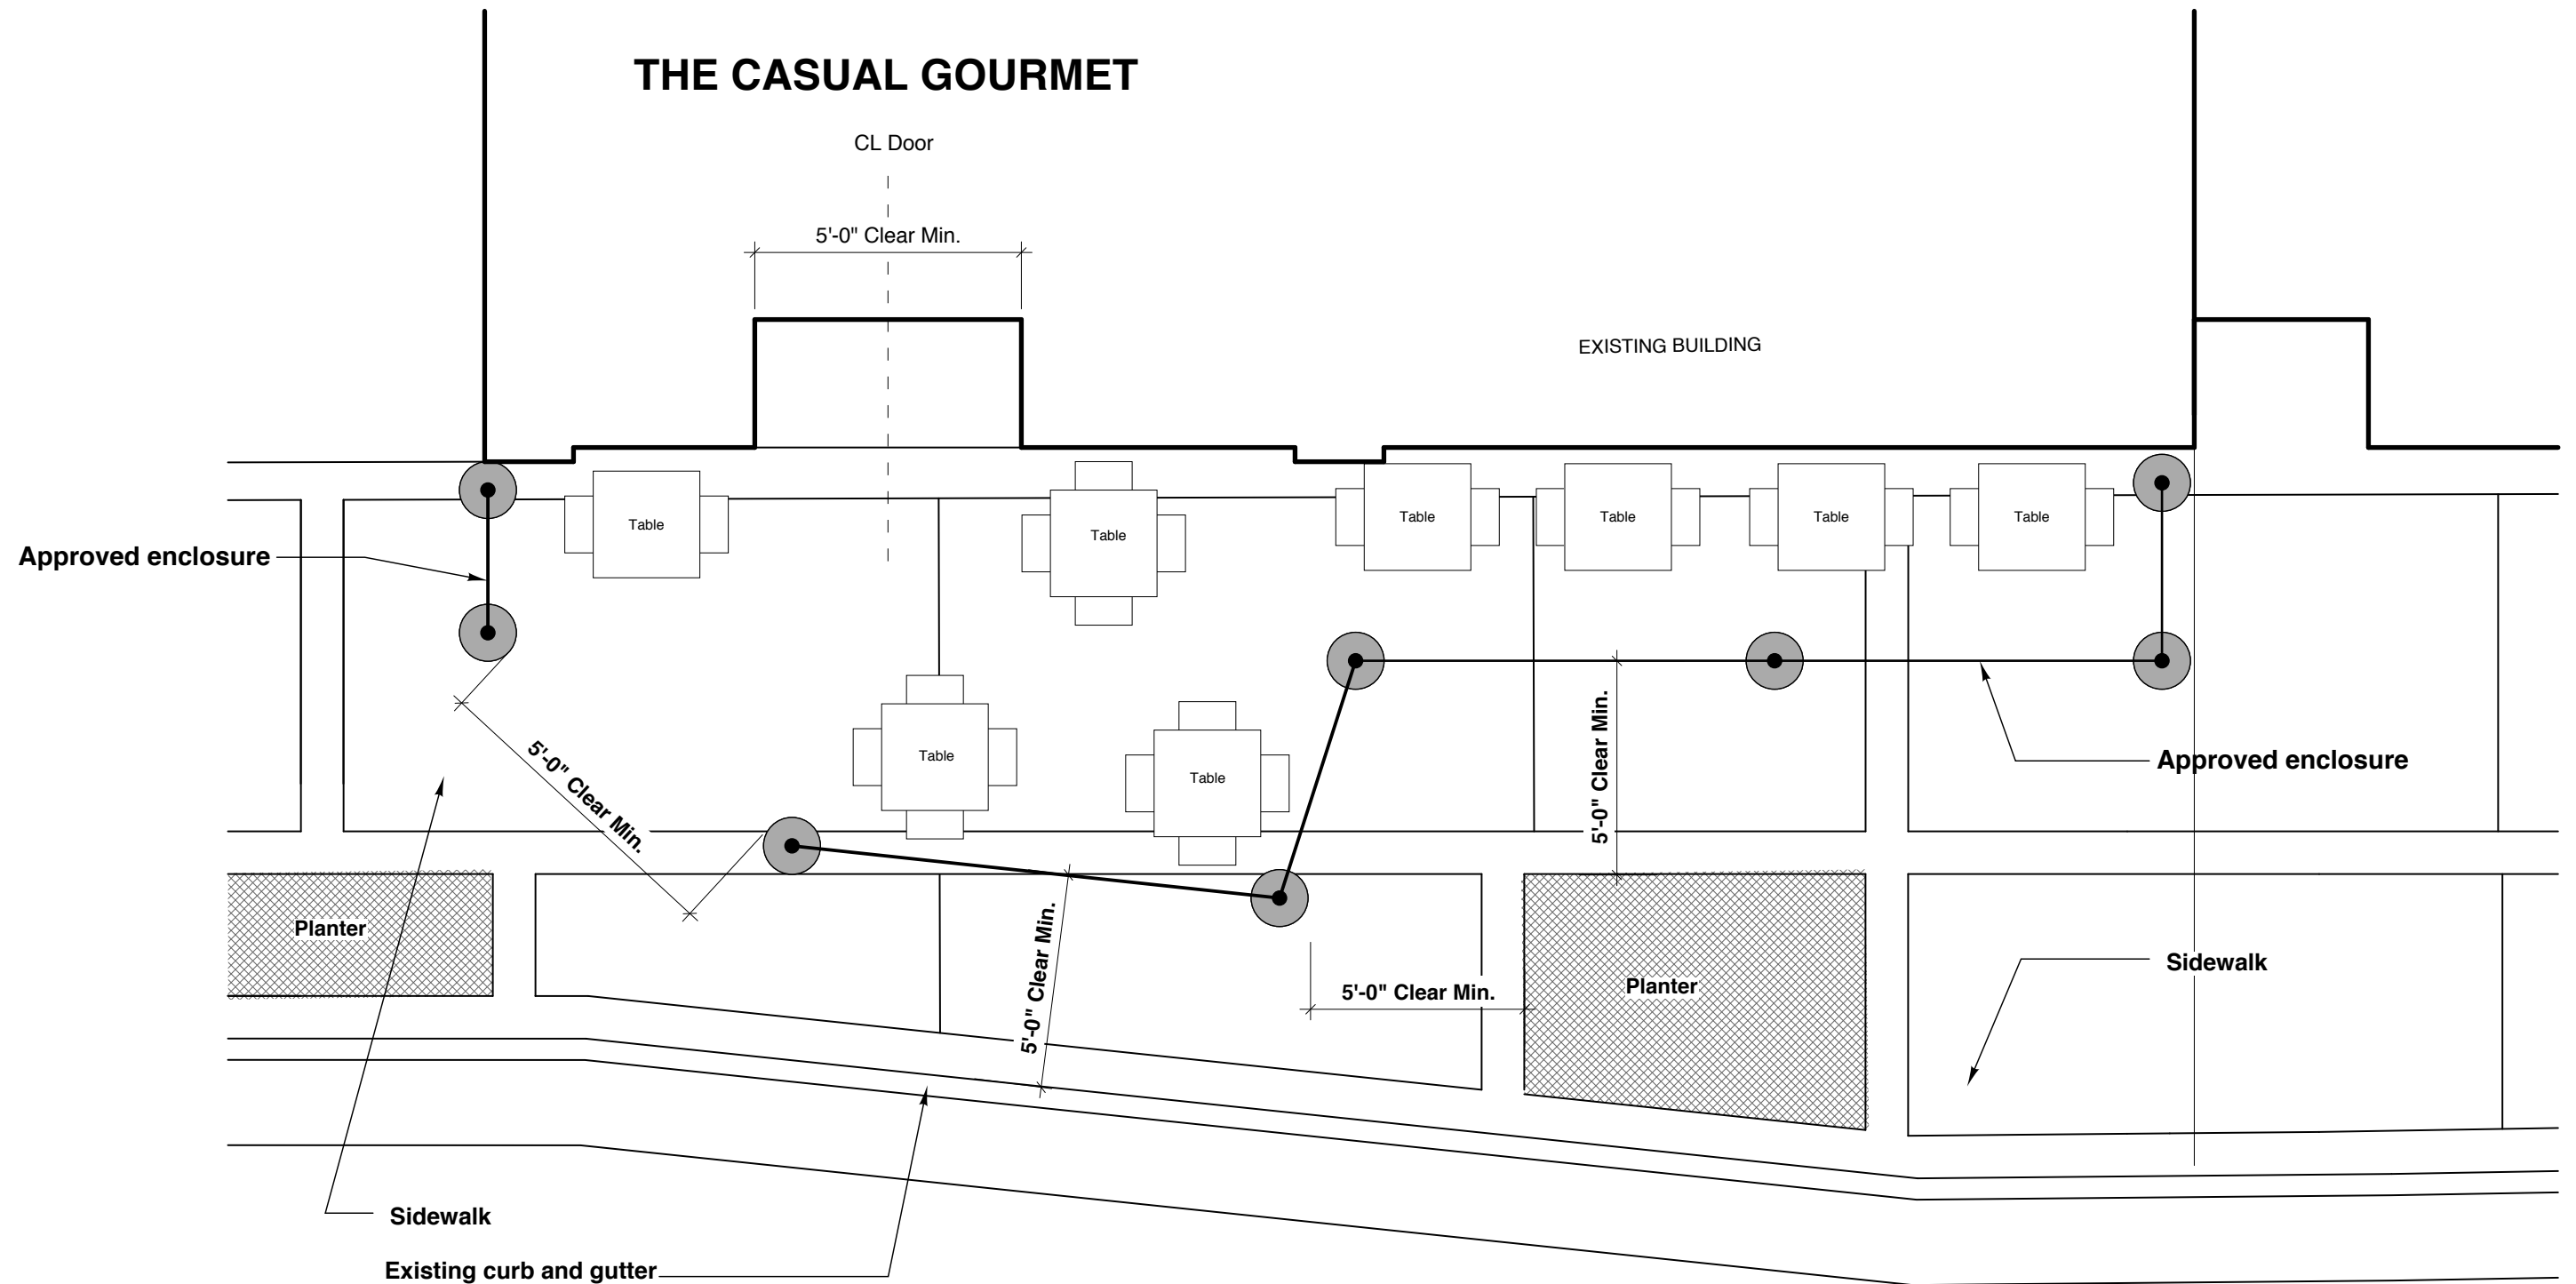 THE CASUAL GOURMET
CL Door
5'-0" Clear Min.
EXISTING BUILDING
Table
Table
Table
Table
Table
Table
Approved enclosure
5'-0" Clear Min.
Table
Table
5'-0" Clear Min.
Approved enclosure
Planter
5'-0" Clear Min.
5'-0" Clear Min.
Planter
Sidewalk
Sidewalk
Existing curb and gutter